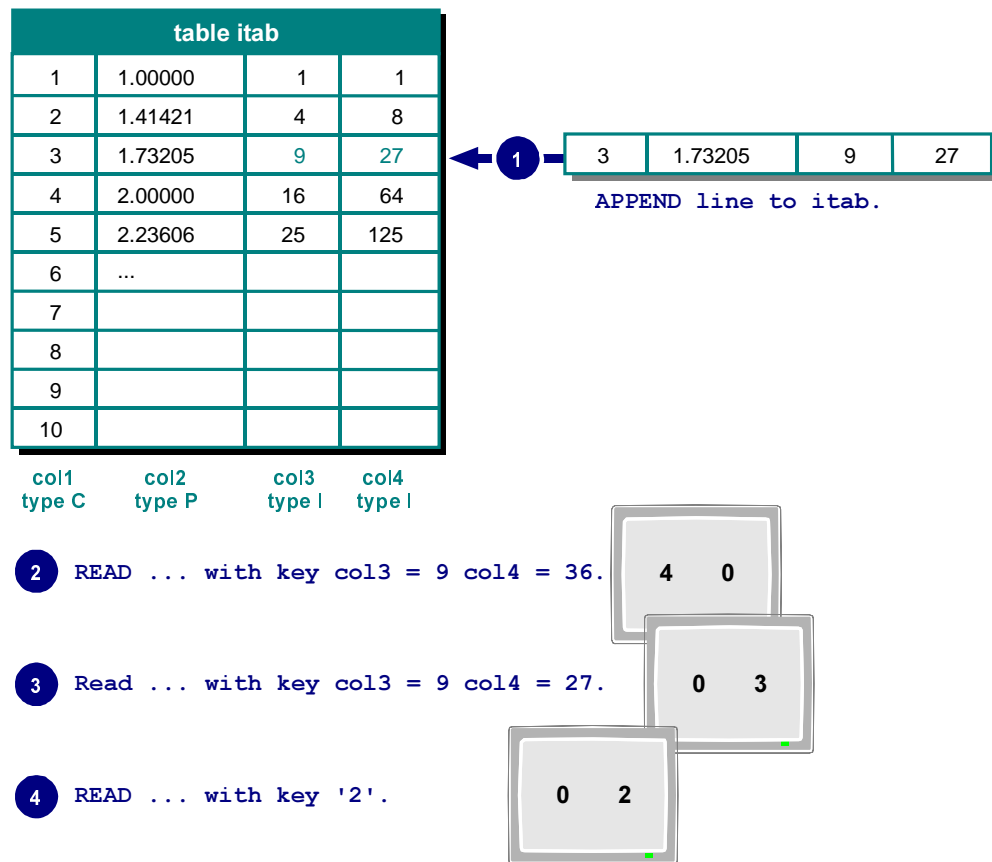 table itab
1 1.00000 1 1
2 1.41421 4 8
3 1.73205 9 27
4 2.00000 16 64
5 2.23606 25 125
6 ...
7
8
9
10
col1 col2 col3 col4
type C type P type I type I
1 3 1.73205 9 27
APPEND line to itab.
2 READ ... with key col3 = 9 col4 = 36. 4 0
3 Read ... with key col3 = 9 col4 = 27. 0 3
4 READ ... with key '2'. 0 2